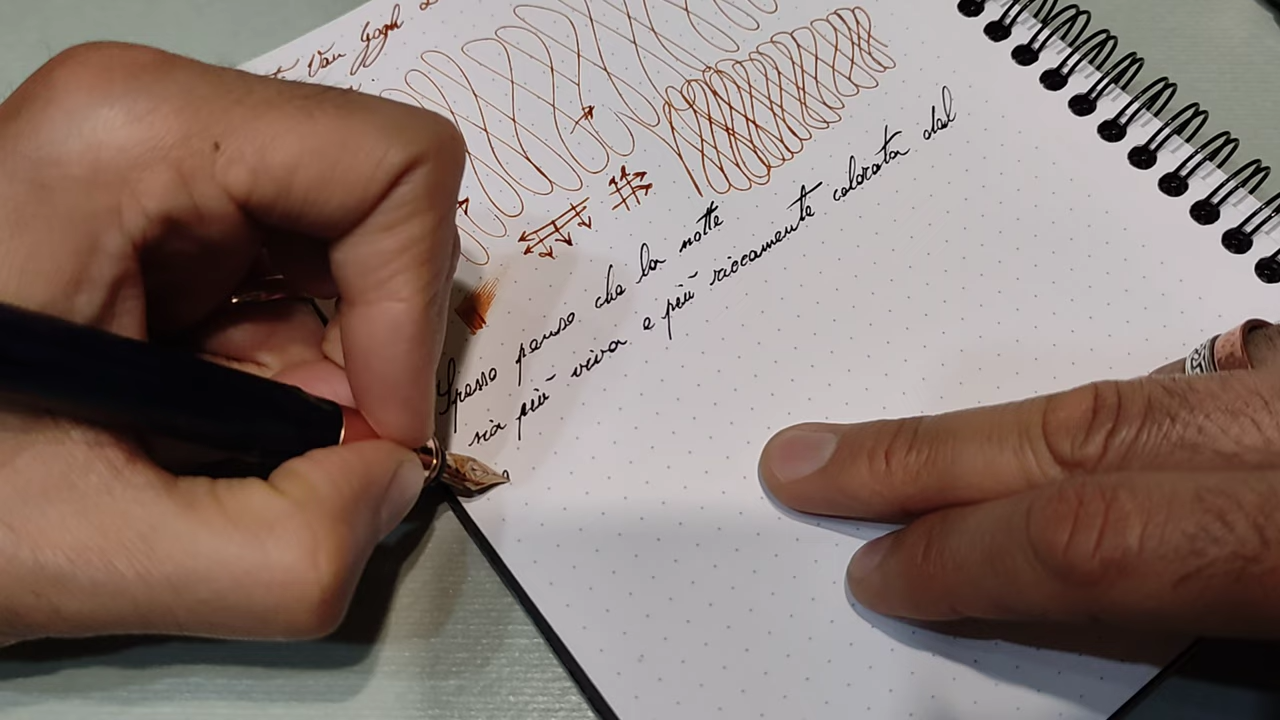 Van Gogh
Spesso penso che la notte
sia più viva e più riccamente colorata del